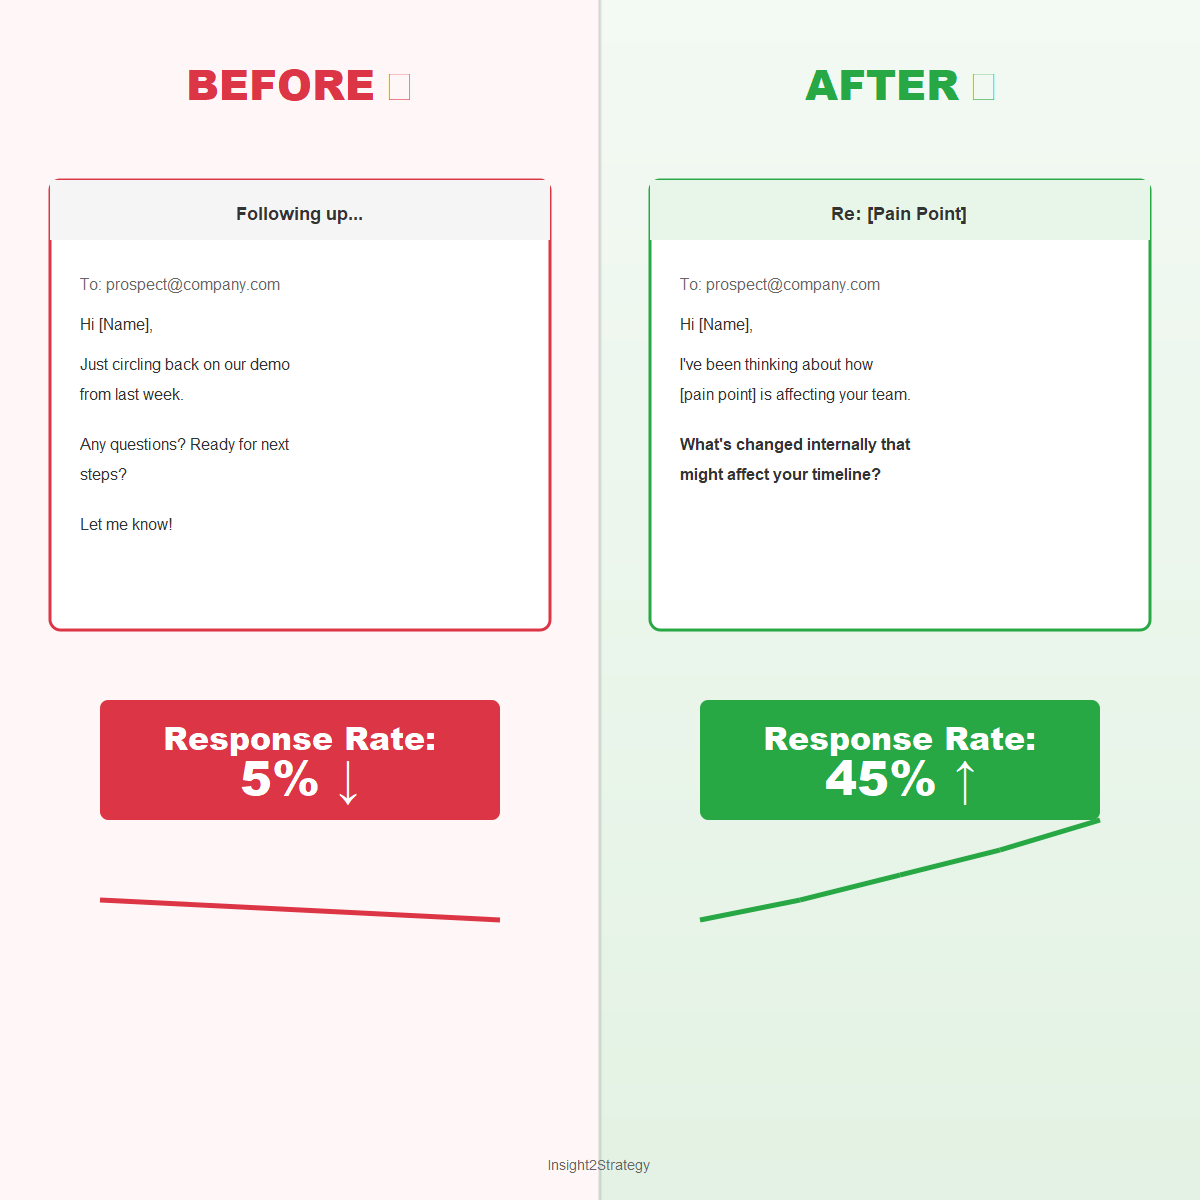 BEFORE
Following up...
To: prospect@company.com
Hi [Name],
Just circling back on our demo
from last week.
Any questions? Ready for next
steps?
Let me know!
Response Rate:
5% ↓
AFTER
Re: [Pain Point]
To: prospect@company.com
Hi [Name],
I've been thinking about how
[pain point] is affecting your team.
What's changed internally that
might affect your timeline?
Response Rate:
45% ↑
Insight2Strategy